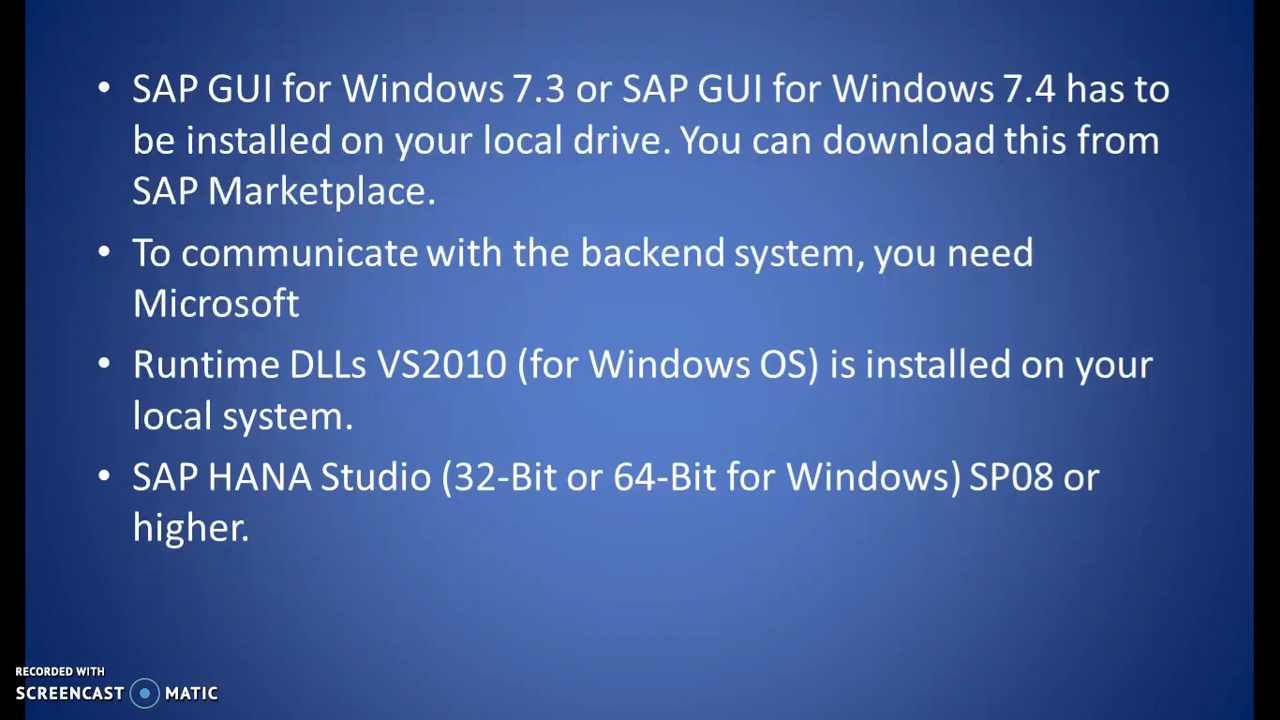 • SAP GUI for Windows 7.3 or SAP GUI for Windows 7.4 has to
be installed on your local drive. You can download this from
SAP Marketplace.
• To communicate with the backend system, you need
Microsoft
• Runtime DLLs VS2010 (for Windows OS) is installed on your
local system.
• SAP HANA Studio (32-Bit or 64-Bit for Windows) SP08 or
higher.
RECORDED WITH
SCREENCAST MATIC